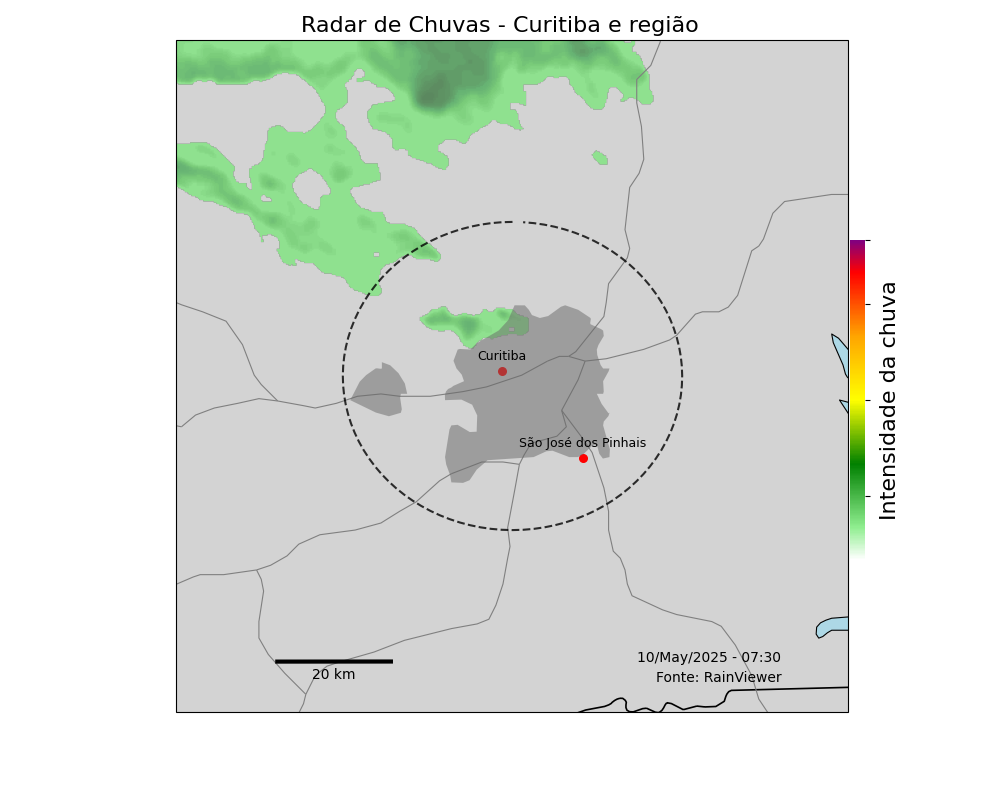 Radar de Chuvas - Curitiba e região
Curitiba
Intensidade da chuva
São José dos Pinhais
10/May/2025 - 07:30
20 km
Fonte: RainViewer